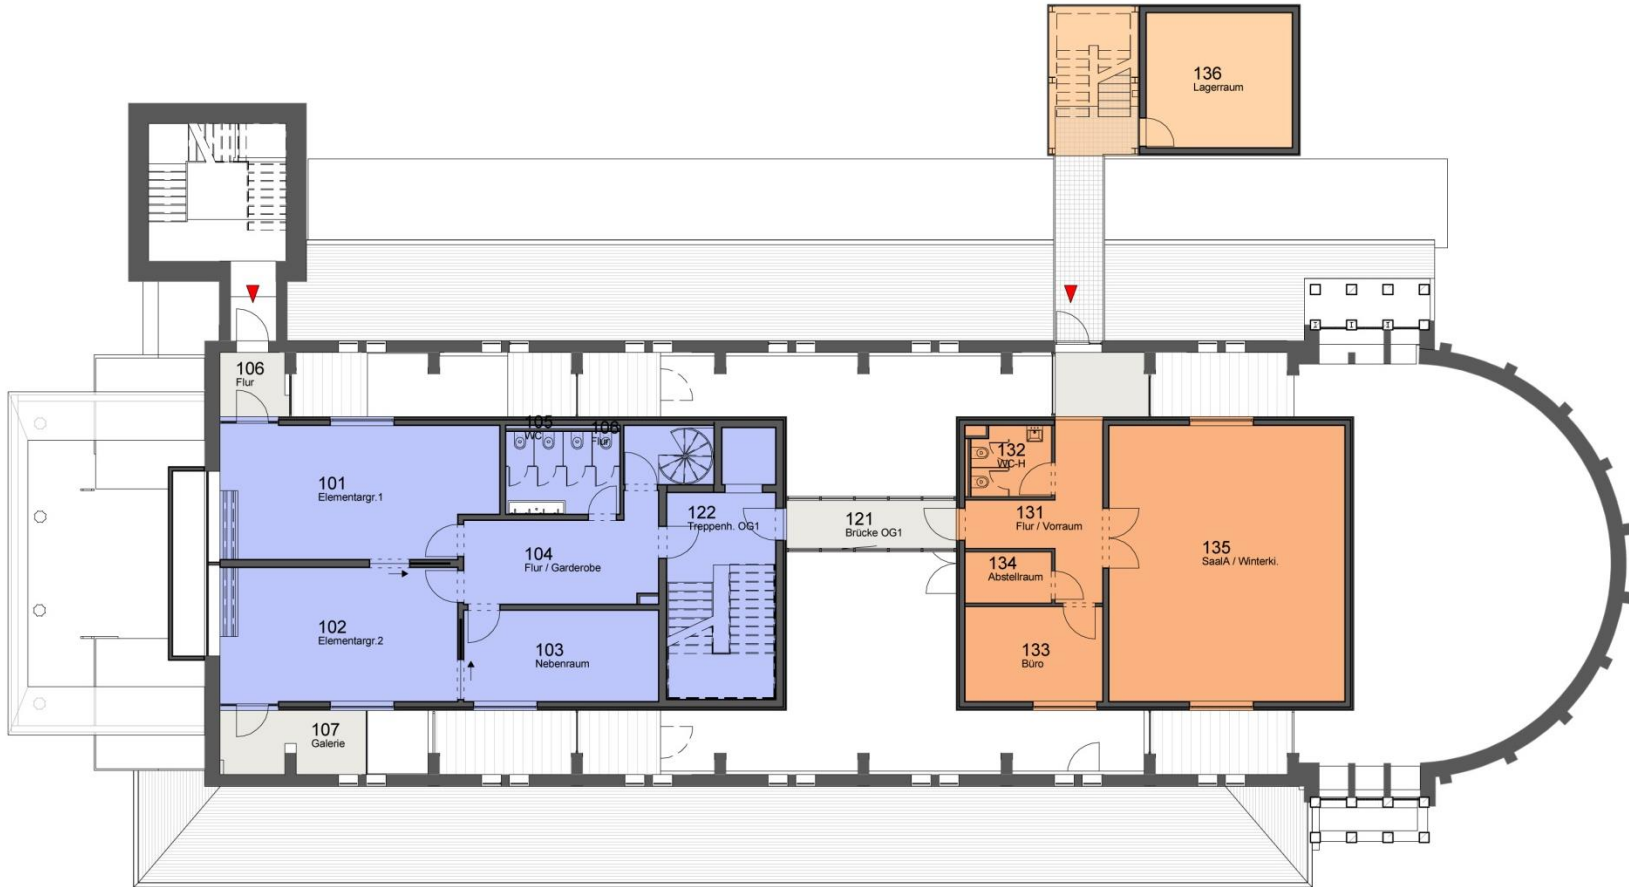 136
Lagerraum
106
Flur
105
WC
106
Flur
101
Elementargr.1
132
WC-H
122
Treppenh. OG1
121
Brücke OG1
131
Flur / Vorraum
104
Flur / Garderobe
135
SaalA / Winterki.
134
Abstellraum
102
Elementargr.2
103
Nebenraum
133
Büro
107
Galerie